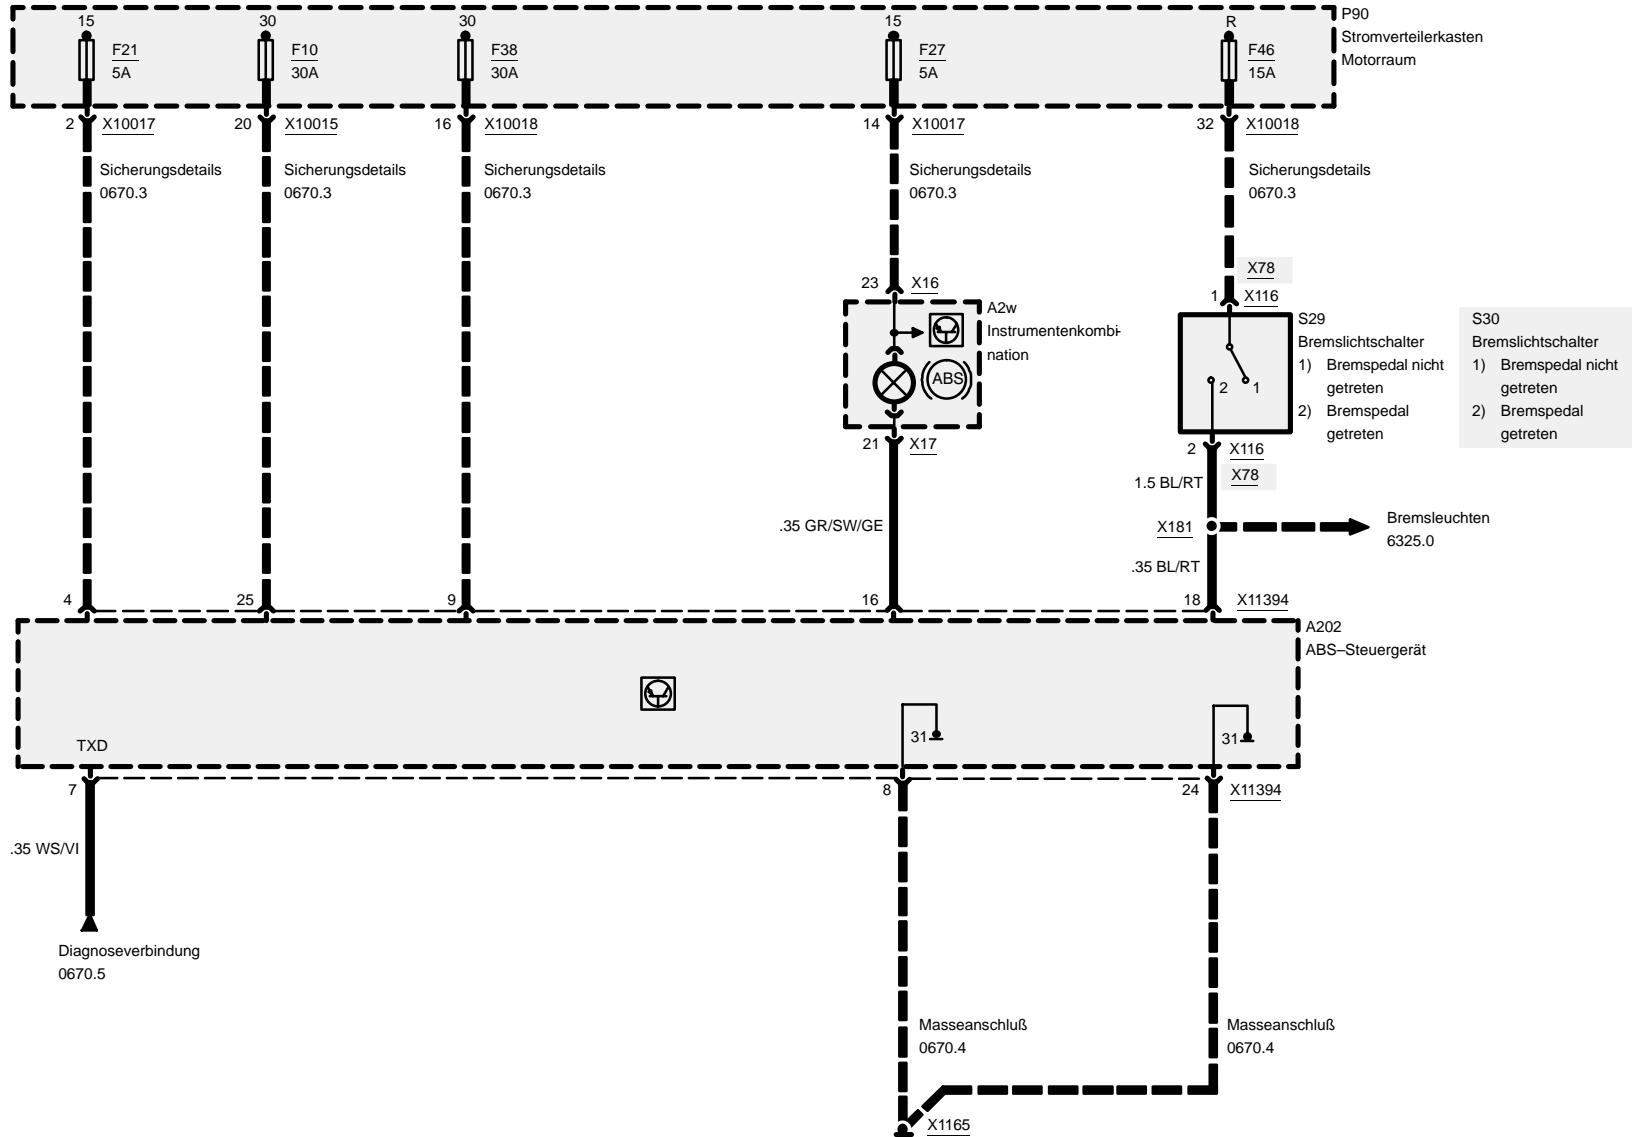 15 30 30 15 R
P90
Stromverteilerkasten
Motorraum
F21
5A
F10
30A
F38
30A
F27
5A
F46
15A
2 X10017
20 X10015
16 X10018
14 X10017
32 X10018
Sicherungsdetails
0670.3
Sicherungsdetails
0670.3
Sicherungsdetails
0670.3
Sicherungsdetails
0670.3
Sicherungsdetails
0670.3
23 X16
A2w
Instrumentenkombi-
nation
ABS
21 X17
X78
1 X116
S29
Bremslichtschalter
1) Bremspedal nicht
getreten
2) Bremspedal
getreten
S30
Bremslichtschalter
1) Bremspedal nicht
getreten
2) Bremspedal
getreten
2 1
2 X116
X78
1.5 BL/RT
.35 GR/SW/GE
X181
Bremsleuchten
6325.0
.35 BL/RT
4 25 9 16 18 X11394
A202
ABS–Steuergerät
31 31
TXD
7 8 24 X11394
.35 WS/VI
Diagnoseverbindung
0670.5
Masseanschluß
0670.4
Masseanschluß
0670.4
X1165